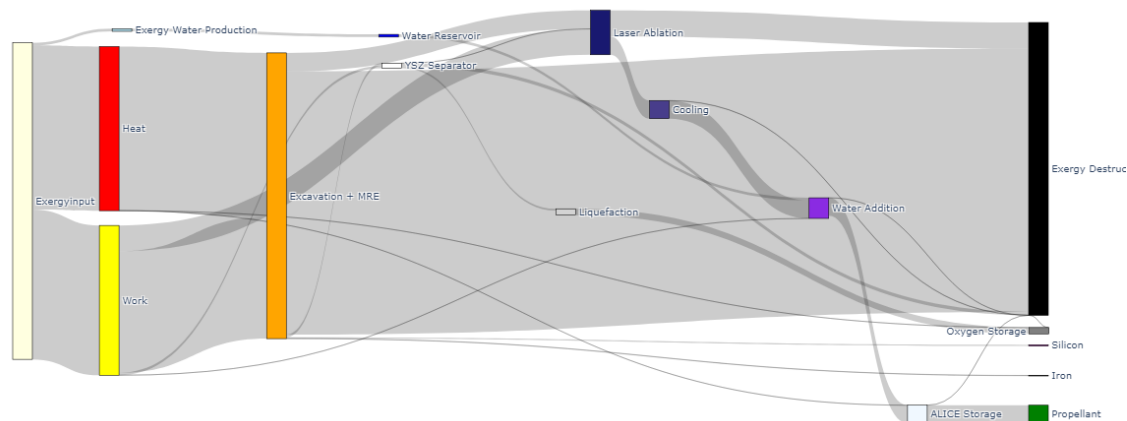 Exergy Water Production
Water Reservoir
Laser Ablation
YSZ Separator
Cooling
Heat
Exergy Destruc
Exergyinput
Excavation + MRE
Liquefaction
Water Addition
Work
Oxygen Storage
Silicon
Iron
ALICE Storage
Propellant